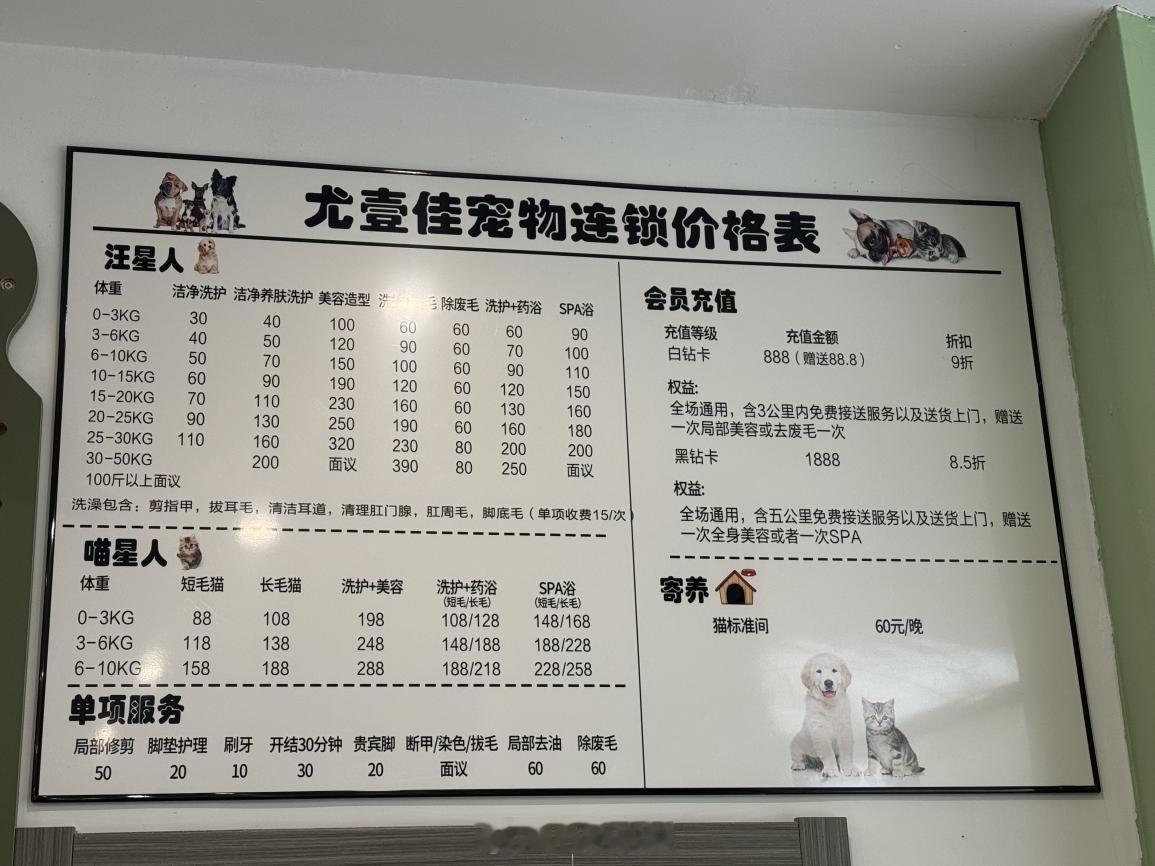 尤壹佳宠物连锁价格表
汪星人
体重 洁净洗护 洁净养肤洗护 美容造型 洗 毛 除废毛 洗护+药浴 SPA浴
0-3KG 30 40 100 60 60 60 90
3-6KG 40 50 120 90 60 70 100
6-10KG 50 70 150 100 60 90 110
10-15KG 60 90 190 120 60 120 150
15-20KG 70 110 230 160 60 130 160
20-25KG 90 130 250 190 60 160 180
25-30KG 110 160 320 230 80 200 200
30-50KG 200 面议 390 80 250 面议
100斤以上面议
洗澡包含：剪指甲，拔耳毛，清洁耳道，清理肛门腺，肛周毛，脚底毛（单项收费15/次）
喵星人
体重 短毛猫 长毛猫 洗护+美容 洗护+药浴 SPA浴
(短毛/长毛) (短毛/长毛)
0-3KG 88 108 198 108/128 148/168
3-6KG 118 138 248 148/188 188/228
6-10KG 158 188 288 188/218 228/258
单项服务
局部修剪 脚垫护理 刷牙 开结30分钟 贵宾脚 断甲/染色/拔毛 局部去油 除废毛
50 20 10 30 20 面议 60 60
会员充值
充值等级 充值金额 折扣
白钻卡 888（赠送88.8） 9折
权益:
全场通用，含3公里内免费接送服务以及送货上门，赠送
一次局部美容或去废毛一次
黑钻卡 1888 8.5折
权益:
全场通用，含五公里免费接送服务以及送货上门，赠送
一次全身美容或者一次SPA
寄养
猫标准间 60元/晚